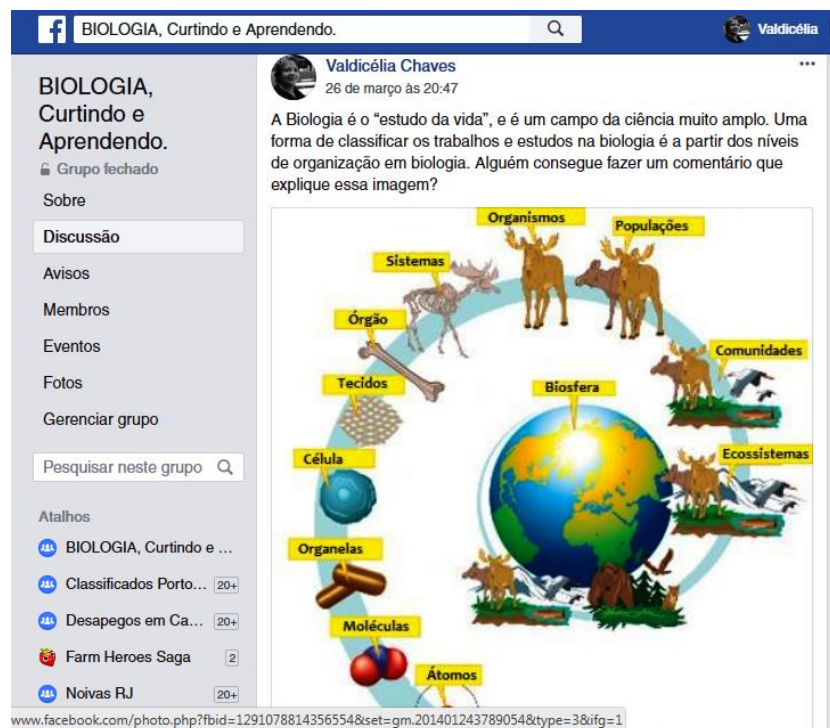 BIOLOGIA, Curtindo e Aprendendo.
Valdicélia
BIOLOGIA,
Curtindo e
Aprendendo.
Grupo fechado
Sobre
Discussão
Avisos
Membros
Eventos
Fotos
Gerenciar grupo
Pesquisar neste grupo
Atalhos
BIOLOGIA, Curtindo e ...
Classificados Porto... 20+
Desapegos em Ca... 20+
Farm Heroes Saga 2
Noivas RJ 20+
Valdicélia Chaves
26 de março às 20:47
A Biologia é o “estudo da vida”, e é um campo da ciência muito amplo. Uma
forma de classificar os trabalhos e estudos na biologia é a partir dos níveis
de organização em biologia. Alguém consegue fazer um comentário que
explique essa imagem?
Organismos
Populações
Sistemas
Órgão
Comunidades
Tecidos
Biosfera
Célula
Ecossistemas
Organelas
Moléculas
Átomos
www.facebook.com/photo.php?fbid=1291078814356554&set=gm.2014012437890​54&type=3&ifg=1